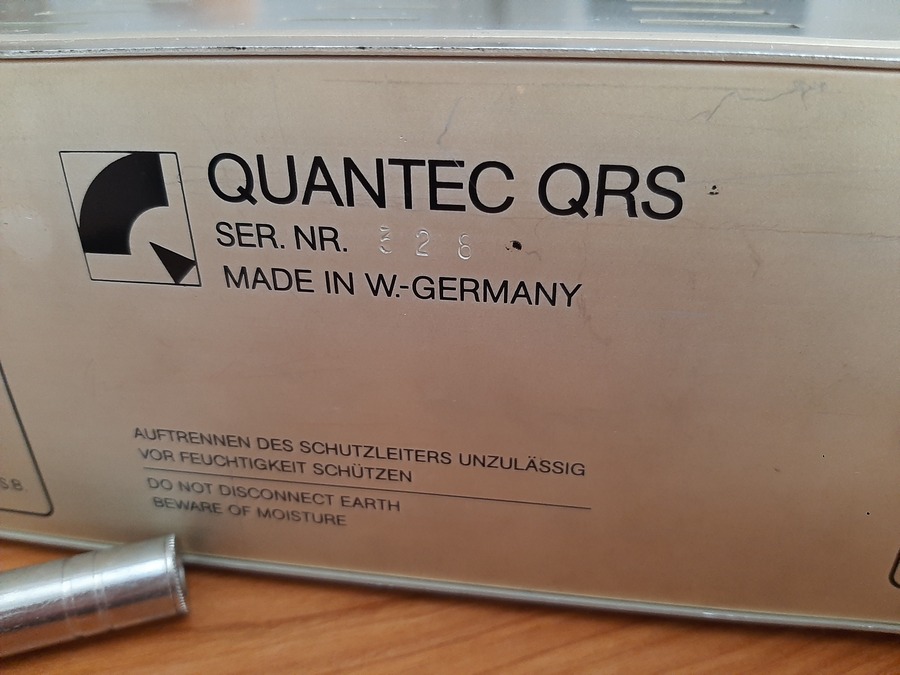 QUANTEC QRS
SER. NR. 328
MADE IN W.-GERMANY
AUFTRENNEN DES SCHUTZLEITERS UNZULÄSSIG
VOR FEUCHTIGKEIT SCHÜTZEN
DO NOT DISCONNECT EARTH
BEWARE OF MOISTURE